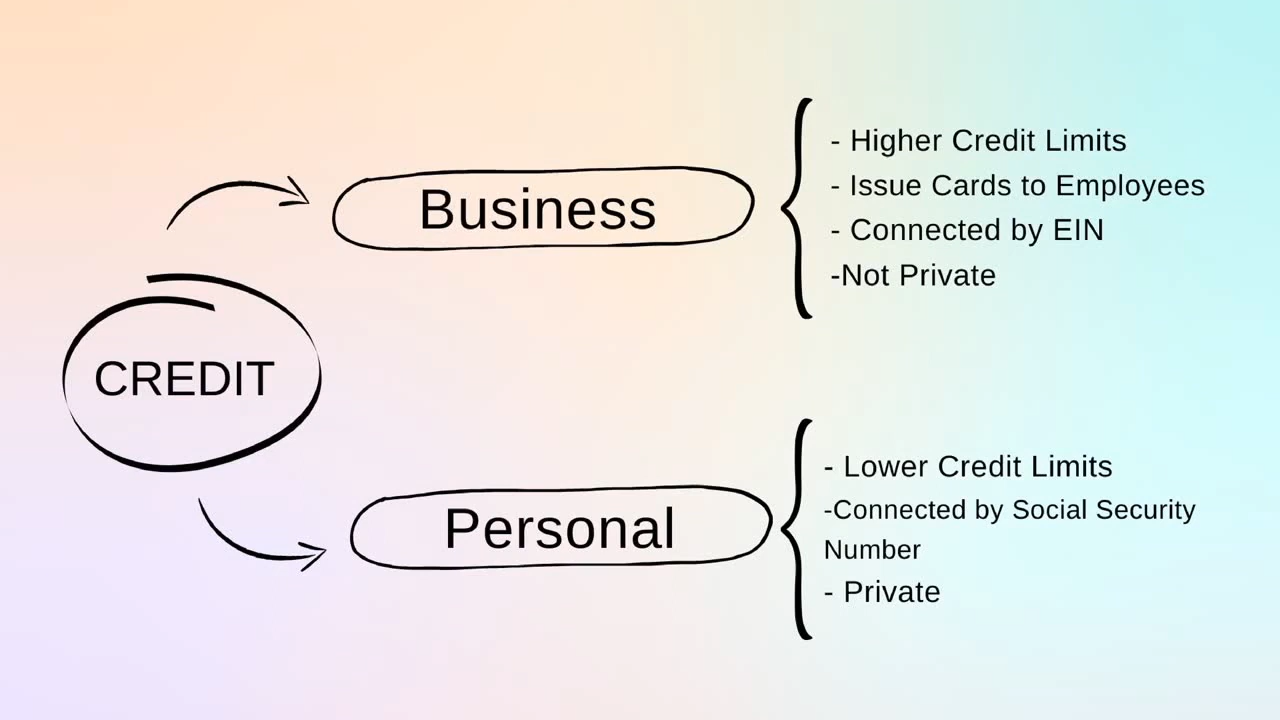 CREDIT
Business
- Higher Credit Limits
- Issue Cards to Employees
- Connected by EIN
-Not Private
Personal
- Lower Credit Limits
-Connected by Social Security
Number
- Private